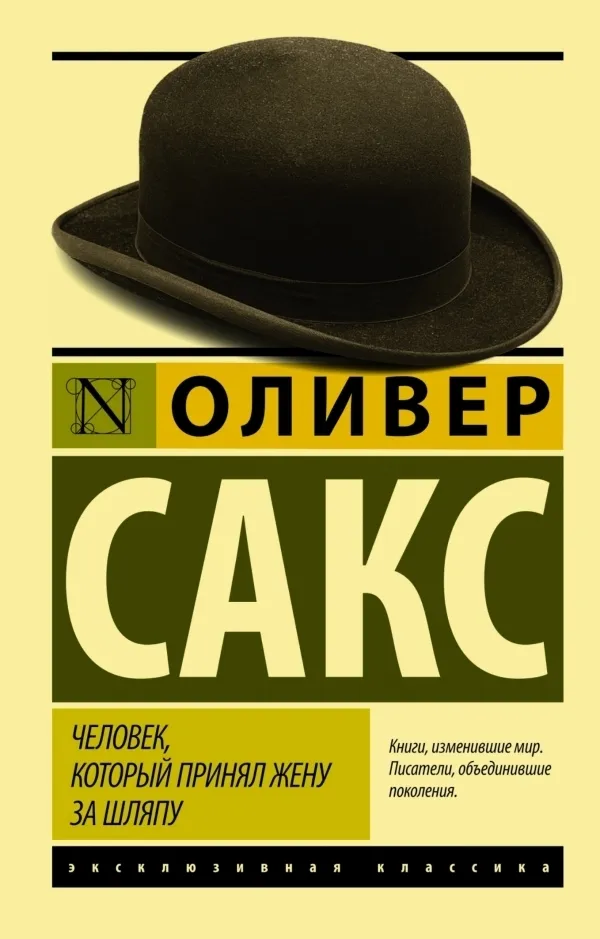 N
ОЛИВЕР
САКС
ЧЕЛОВЕК,
КОТОРЫЙ ПРИНЯЛ ЖЕНУ
ЗА ШЛЯПУ
Книги, изменившие мир.
Писатели, объединившие
поколения.
эксклюзивная классика